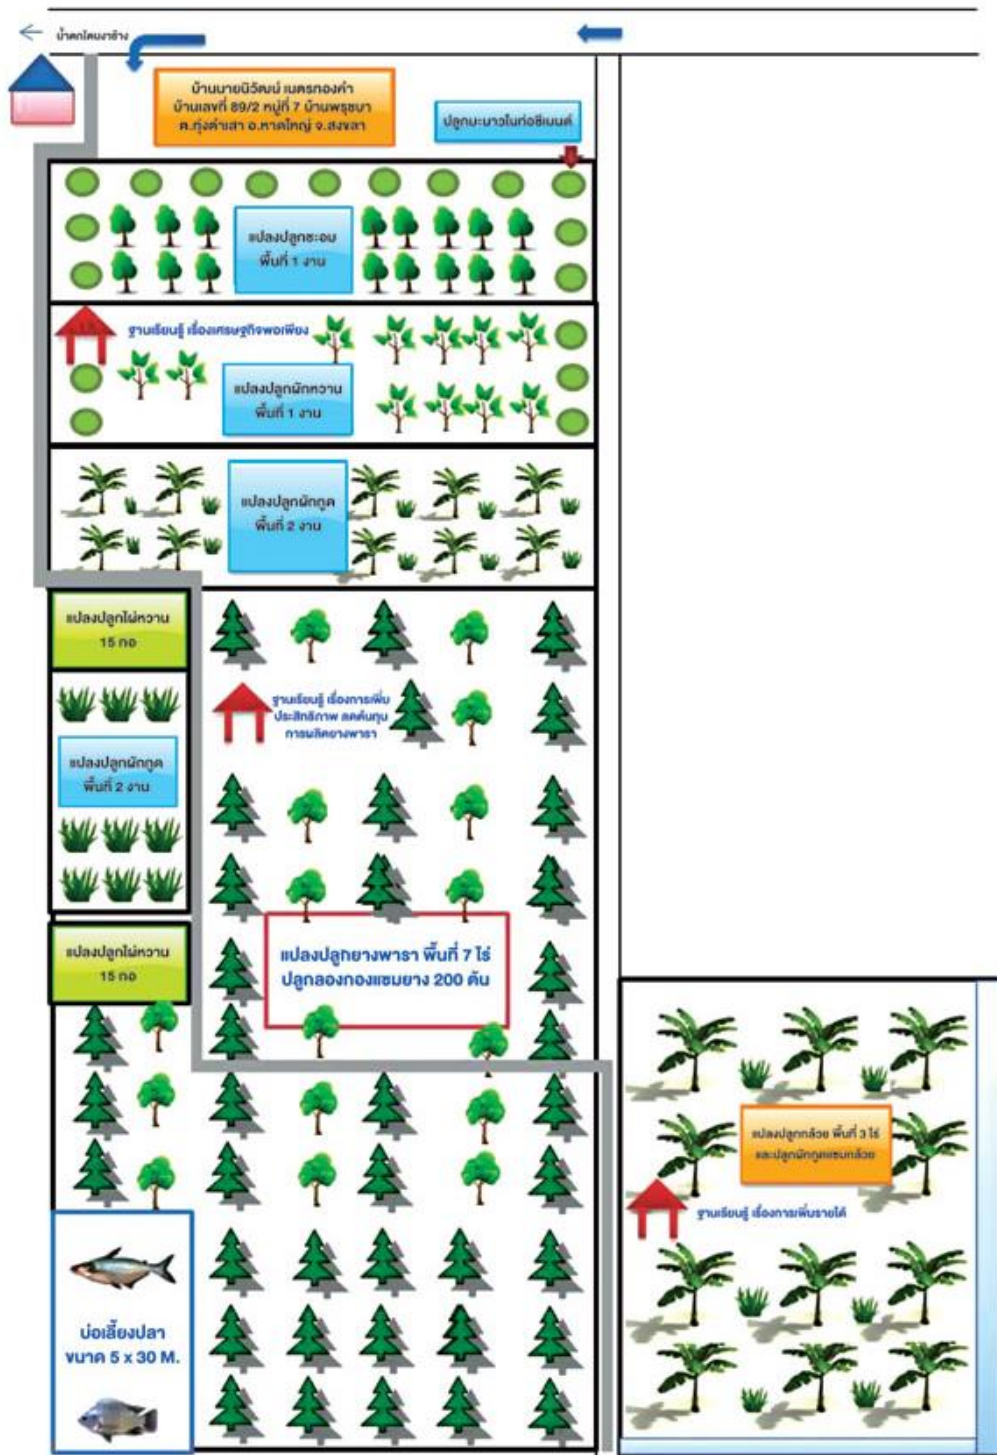 น้ำตกโตนงาช้าง
บ้านนายนิวัฒน์ เนตรทองคำ
บ้านเลขที่ 89/2 หมู่ที่ 7 บ้านพรุชบา
ต.ทุ่งตำเสา อ.หาดใหญ่ จ.สงขลา
ปลูกมะนาวในท่อซีเมนต์
แปลงปลูกชะอม
พื้นที่ 1 งาน
ฐานเรียนรู้ เรื่องเศรษฐกิจพอเพียง
แปลงปลูกผักหวาน
พื้นที่ 1 งาน
แปลงปลูกผักกูด
พื้นที่ 2 งาน
แปลงปลูกไผ่หวาน
15 กอ
ฐานเรียนรู้ เรื่องการเพิ่ม
ประสิทธิภาพ ลดต้นทุน
การผลิตยางพารา
แปลงปลูกผักกูด
พื้นที่ 2 งาน
แปลงปลูกยางพารา พื้นที่ 7 ไร่
ปลูกลองกองแซมยาง 200 ต้น
แปลงปลูกไผ่หวาน
15 กอ
แปลงปลูกกล้วย พื้นที่ 3 ไร่
และปลูกผักกูดแซมกล้วย
ฐานเรียนรู้ เรื่องการเพิ่มรายได้
บ่อเลี้ยงปลา
ขนาด 5 x 30 M.